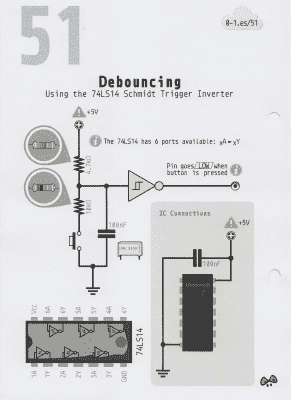 51
0-1.es/51
Debouncing
Using the 74LS14 Schmidt Trigger Inverter
+5V
The 74LS14 has 6 ports available: xA=xY
4.7kΩ
Pin goes LOW when
button is pressed
10kΩ
100nF
IC Connections
+5V
100nF
Vcc 6A 6Y 5A 5Y 4A 4Y
74LS14
1A 1Y 2A 2Y 3A 3Y GND